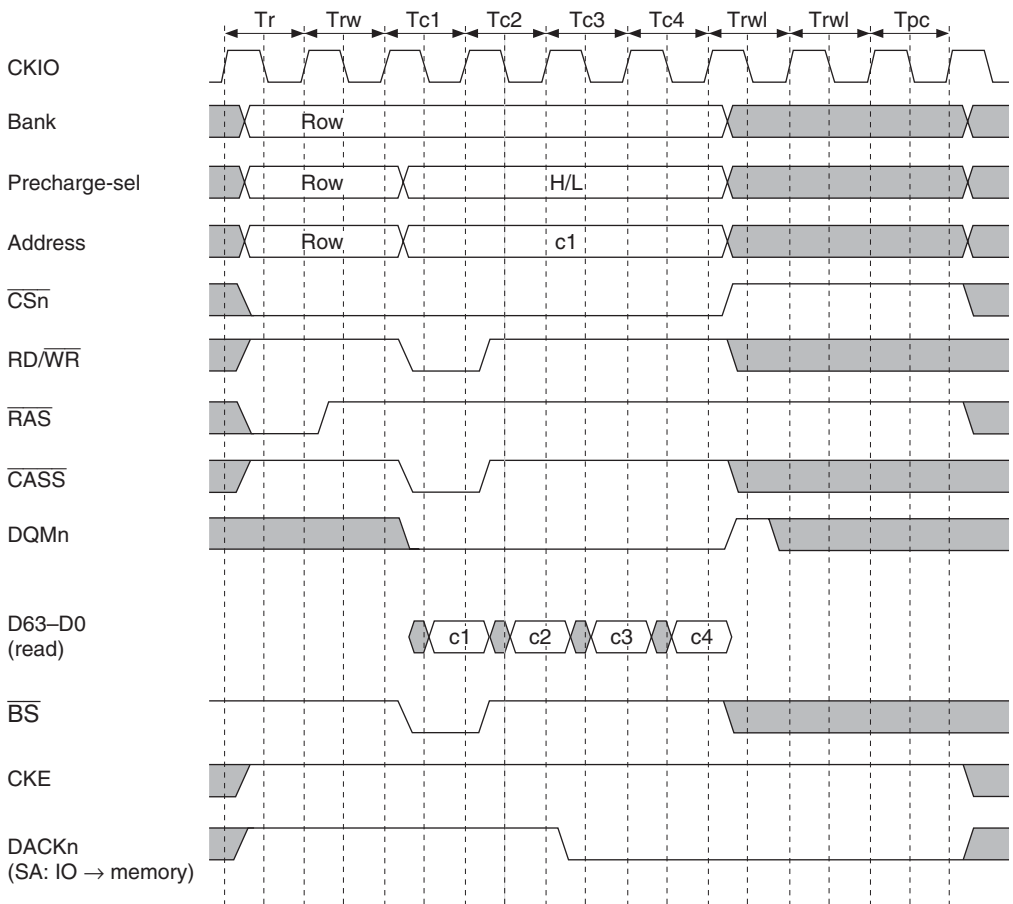 Tr Trw Tc1 Tc2 Tc3 Tc4 Trwl Trwl Tpc
CKIO
Bank Row
Precharge-sel Row H/L
Address Row c1
CSn
RD/WR
RAS
CASS
DQMn
D63–D0
(read)
c1 c2 c3 c4
BS
CKE
DACKn
(SA: IO → memory)